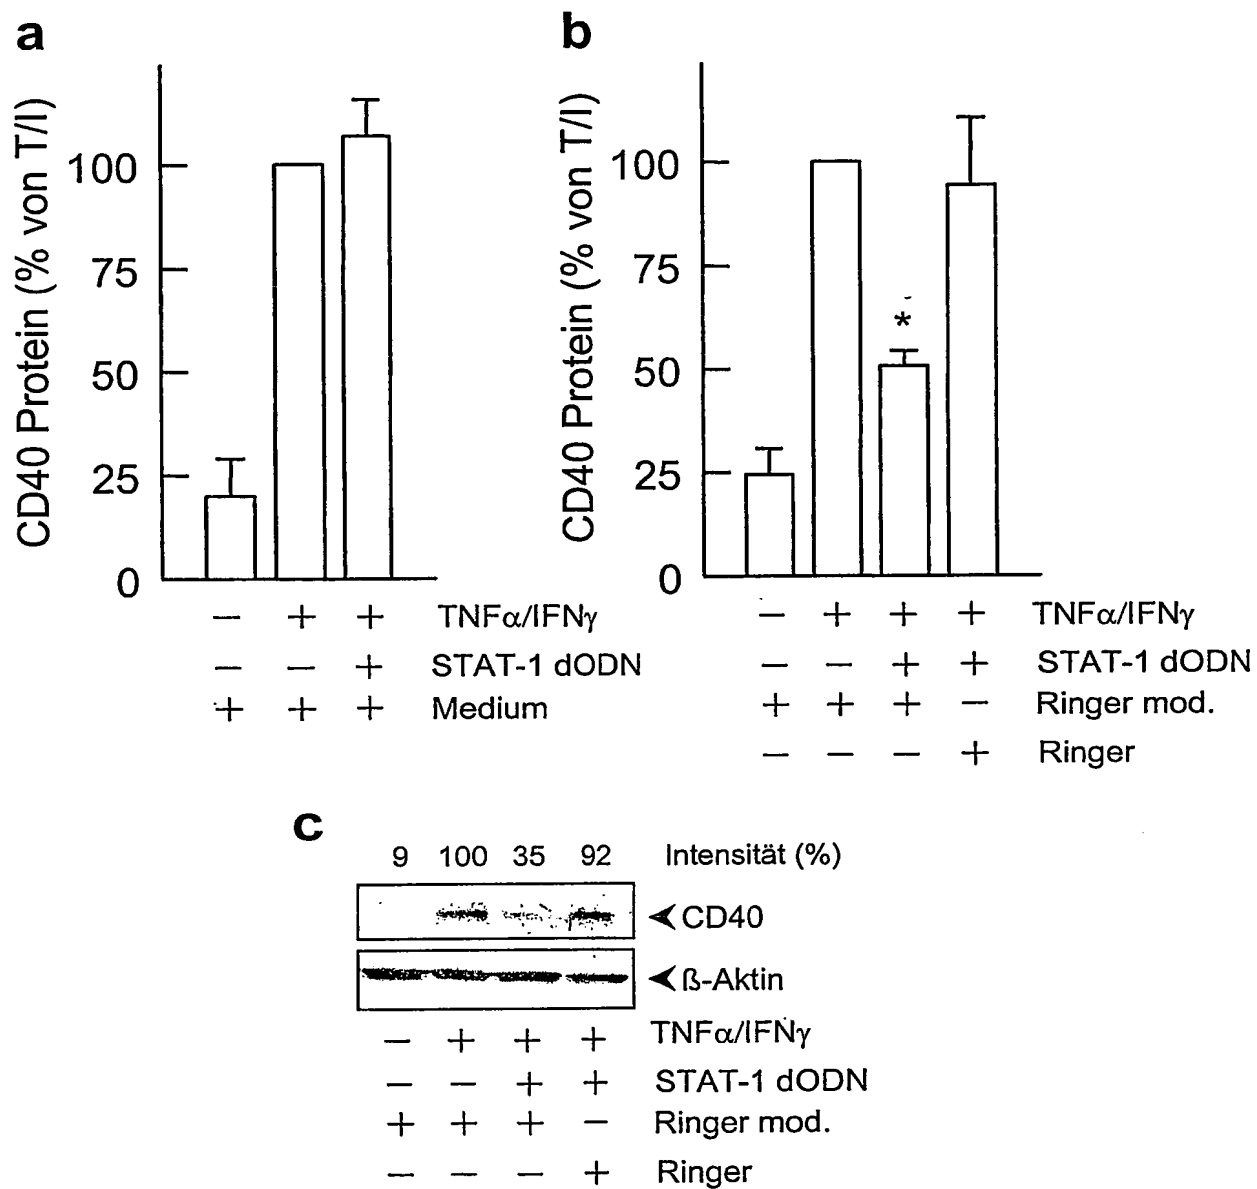 a
CD40 Protein (% von T/I)
100
75
50
25
0
− + + TNFα/IFNγ
− − + STAT-1 dODN
+ + + Medium
b
CD40 Protein (% von T/I)
100
75
50
25
0
*
− + + + TNFα/IFNγ
− − + + STAT-1 dODN
+ + + − Ringer mod.
− − − + Ringer
c
9 100 35 92 Intensität (%)
CD40
ß-Aktin
− + + + TNFα/IFNγ
− − + + STAT-1 dODN
+ + + − Ringer mod.
− − − + Ringer